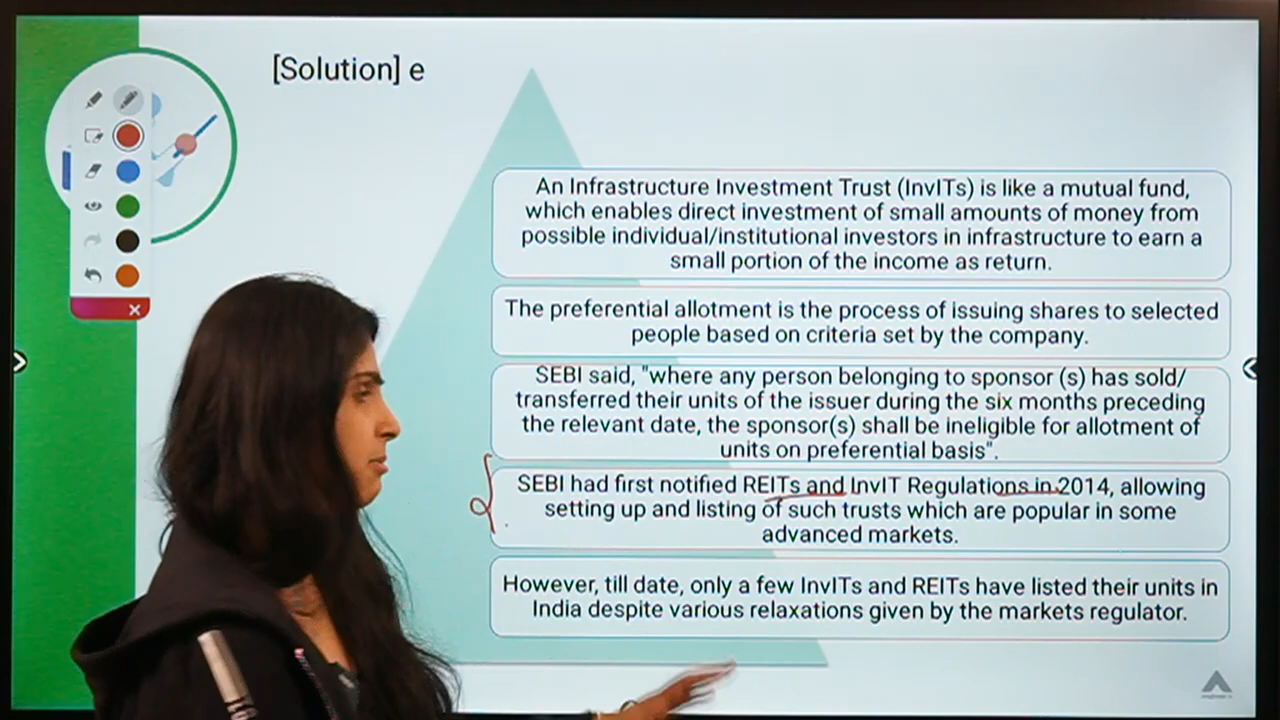 [Solution] e
An Infrastructure Investment Trust (InvITs) is like a mutual fund,
which enables direct investment of small amounts of money from
possible individual/institutional investors in infrastructure to earn a
small portion of the income as return.
The preferential allotment is the process of issuing shares to selected
people based on criteria set by the company.
SEBI said, "where any person belonging to sponsor (s) has sold/
transferred their units of the issuer during the six months preceding
the relevant date, the sponsor(s) shall be ineligible for allotment of
units on preferential basis".
SEBI had first notified REITs and InvIT Regulations in 2014, allowing
setting up and listing of such trusts which are popular in some
advanced markets.
However, till date, only a few InvITs and REITs have listed their units in
India despite various relaxations given by the markets regulator.